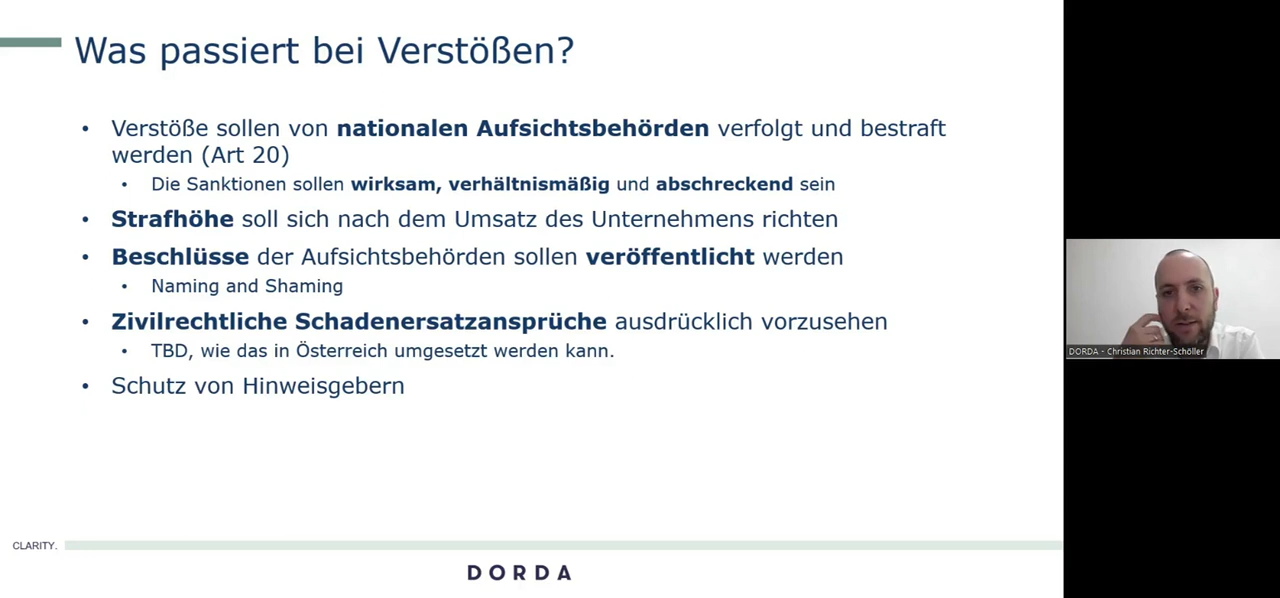 Was passiert bei Verstößen?
• Verstöße sollen von nationalen Aufsichtsbehörden verfolgt und bestraft
werden (Art 20)
• Die Sanktionen sollen wirksam, verhältnismäßig und abschreckend sein
• Strafhöhe soll sich nach dem Umsatz des Unternehmens richten
• Beschlüsse der Aufsichtsbehörden sollen veröffentlicht werden
• Naming and Shaming
• Zivilrechtliche Schadenersatzansprüche ausdrücklich vorzusehen
• TBD, wie das in Österreich umgesetzt werden kann.
• Schutz von Hinweisgebern
DORDA - Christian Richter-Schöller
CLARITY.
DORDA